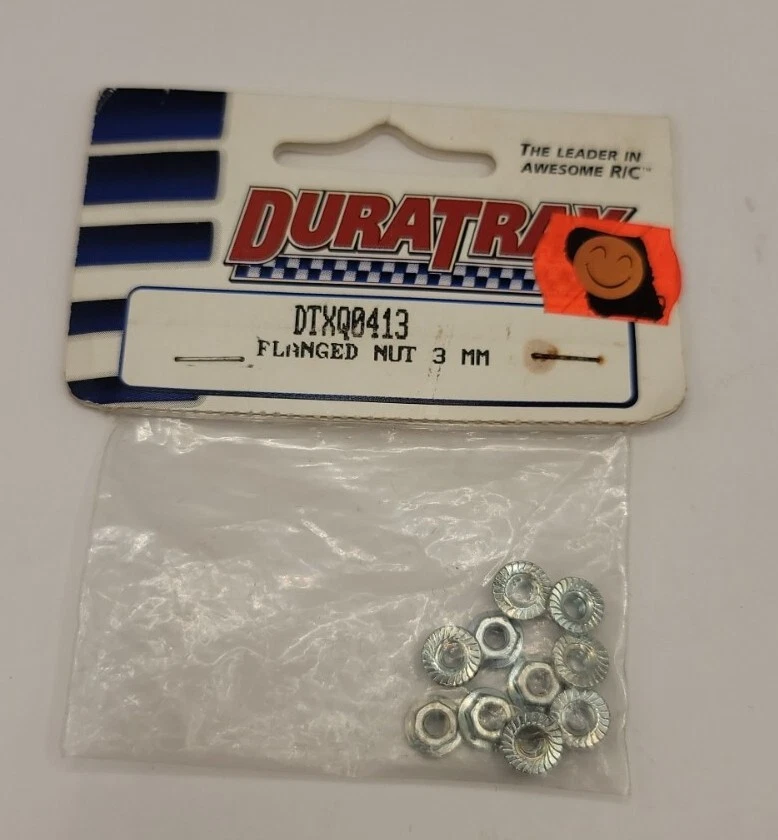 THE LEADER IN
AWESOME R/C™
DURATRAX
DTXQ0413
FLANGED NUT 3 MM